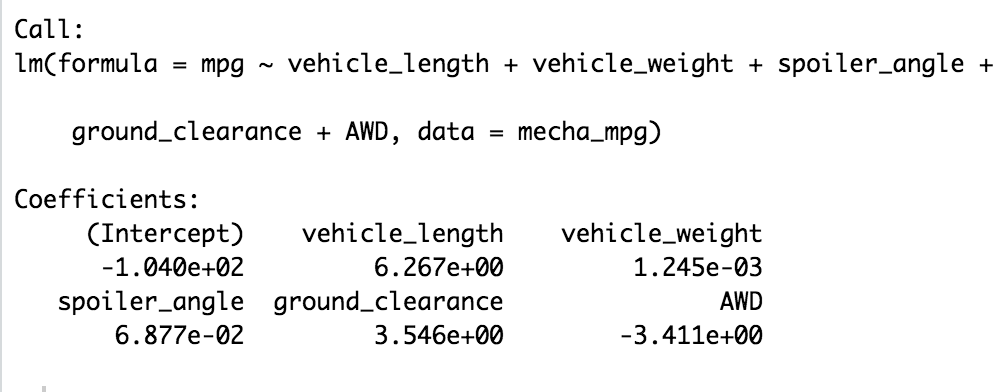 Call:
lm(formula = mpg ~ vehicle_length + vehicle_weight + spoiler_angle +
ground_clearance + AWD, data = mecha_mpg)
Coefficients:
(Intercept) vehicle_length vehicle_weight
-1.040e+02 6.267e+00 1.245e-03
spoiler_angle ground_clearance AWD
6.877e-02 3.546e+00 -3.411e+00